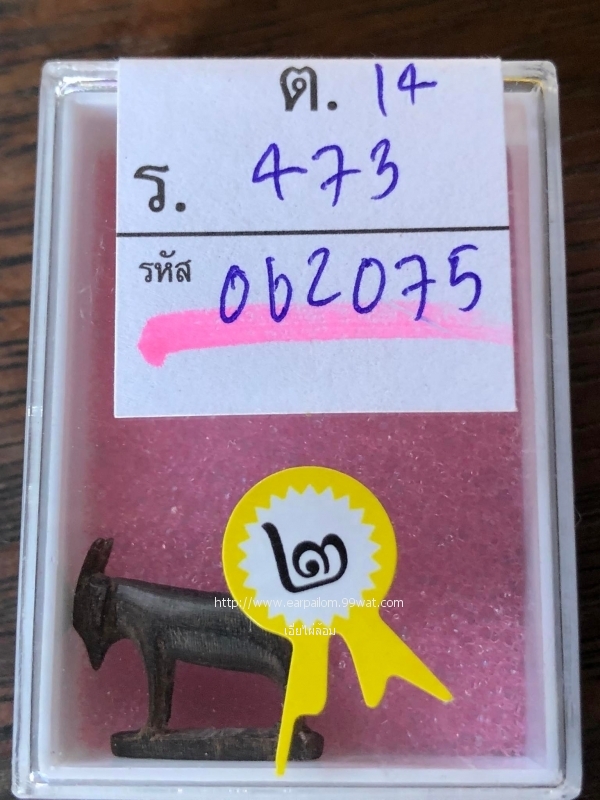 ต. 14
ร. 473
รหัส 062075
๒
http://www.earpailom.99wat.com
เอียไผ่ล้อม